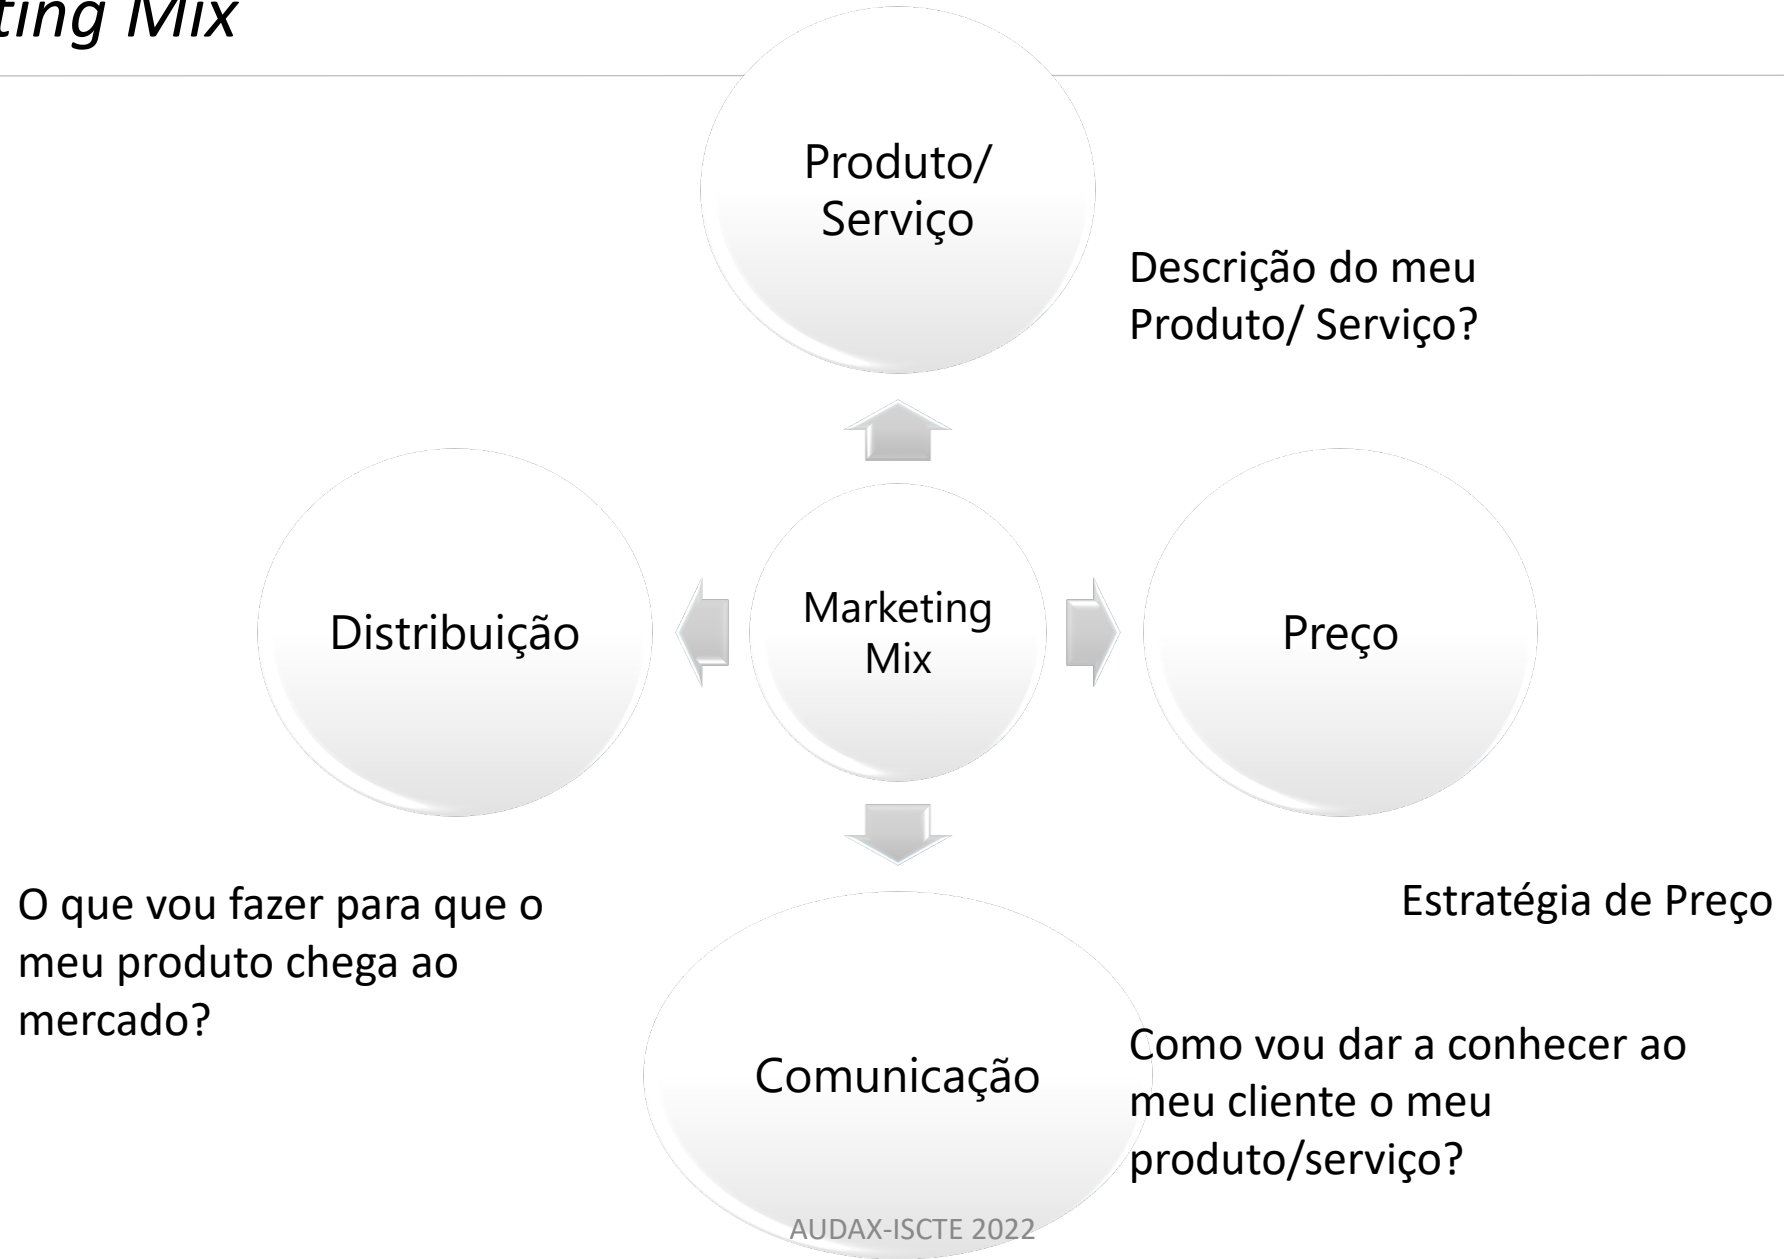 ting Mix
Produto/
Serviço
Descrição do meu
Produto/ Serviço?
Distribuição
Marketing
Mix
Preço
O que vou fazer para que o
meu produto chega ao
mercado?
Estratégia de Preço
Comunicação
Como vou dar a conhecer ao
meu cliente o meu
produto/serviço?
AUDAX-ISCTE 2022